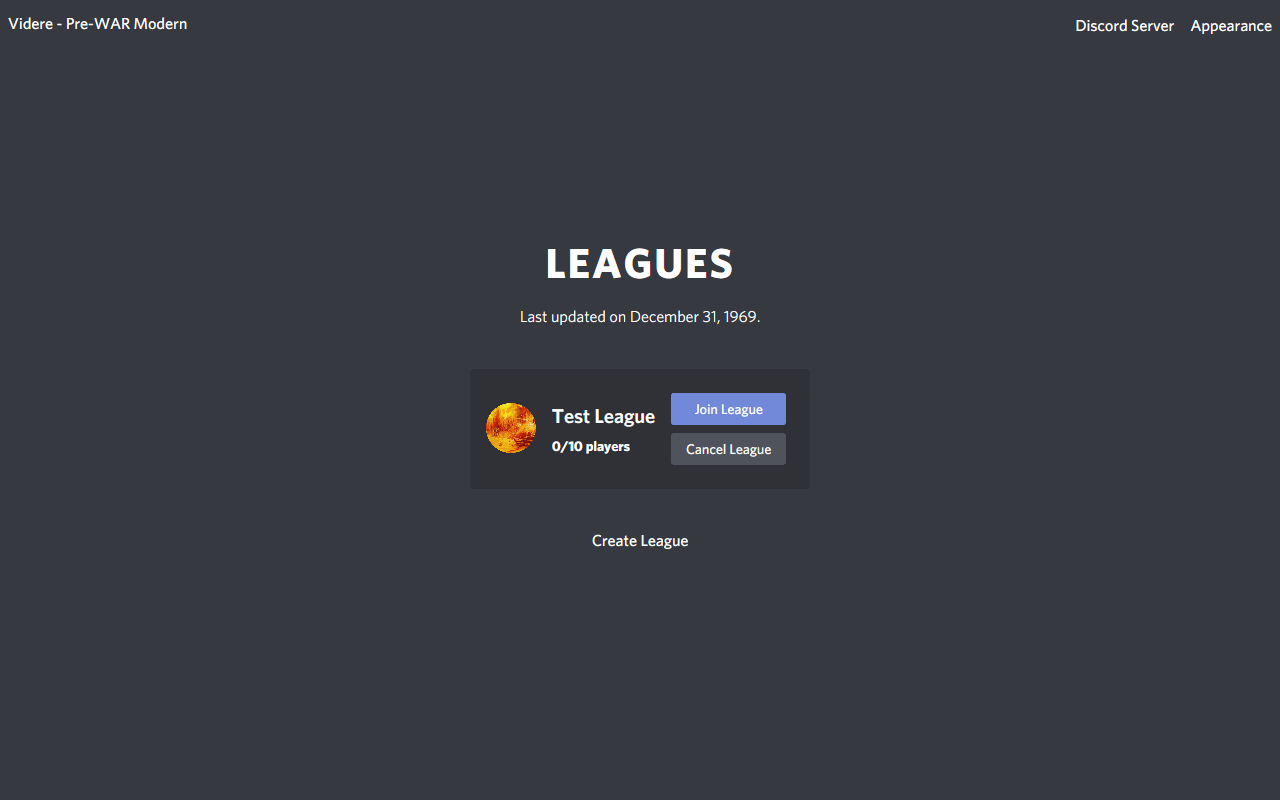 Videre - Pre-WAR Modern
Discord Server
Appearance
LEAGUES
Last updated on December 31, 1969.
Test League
0/10 players
Join League
Cancel League
Create League